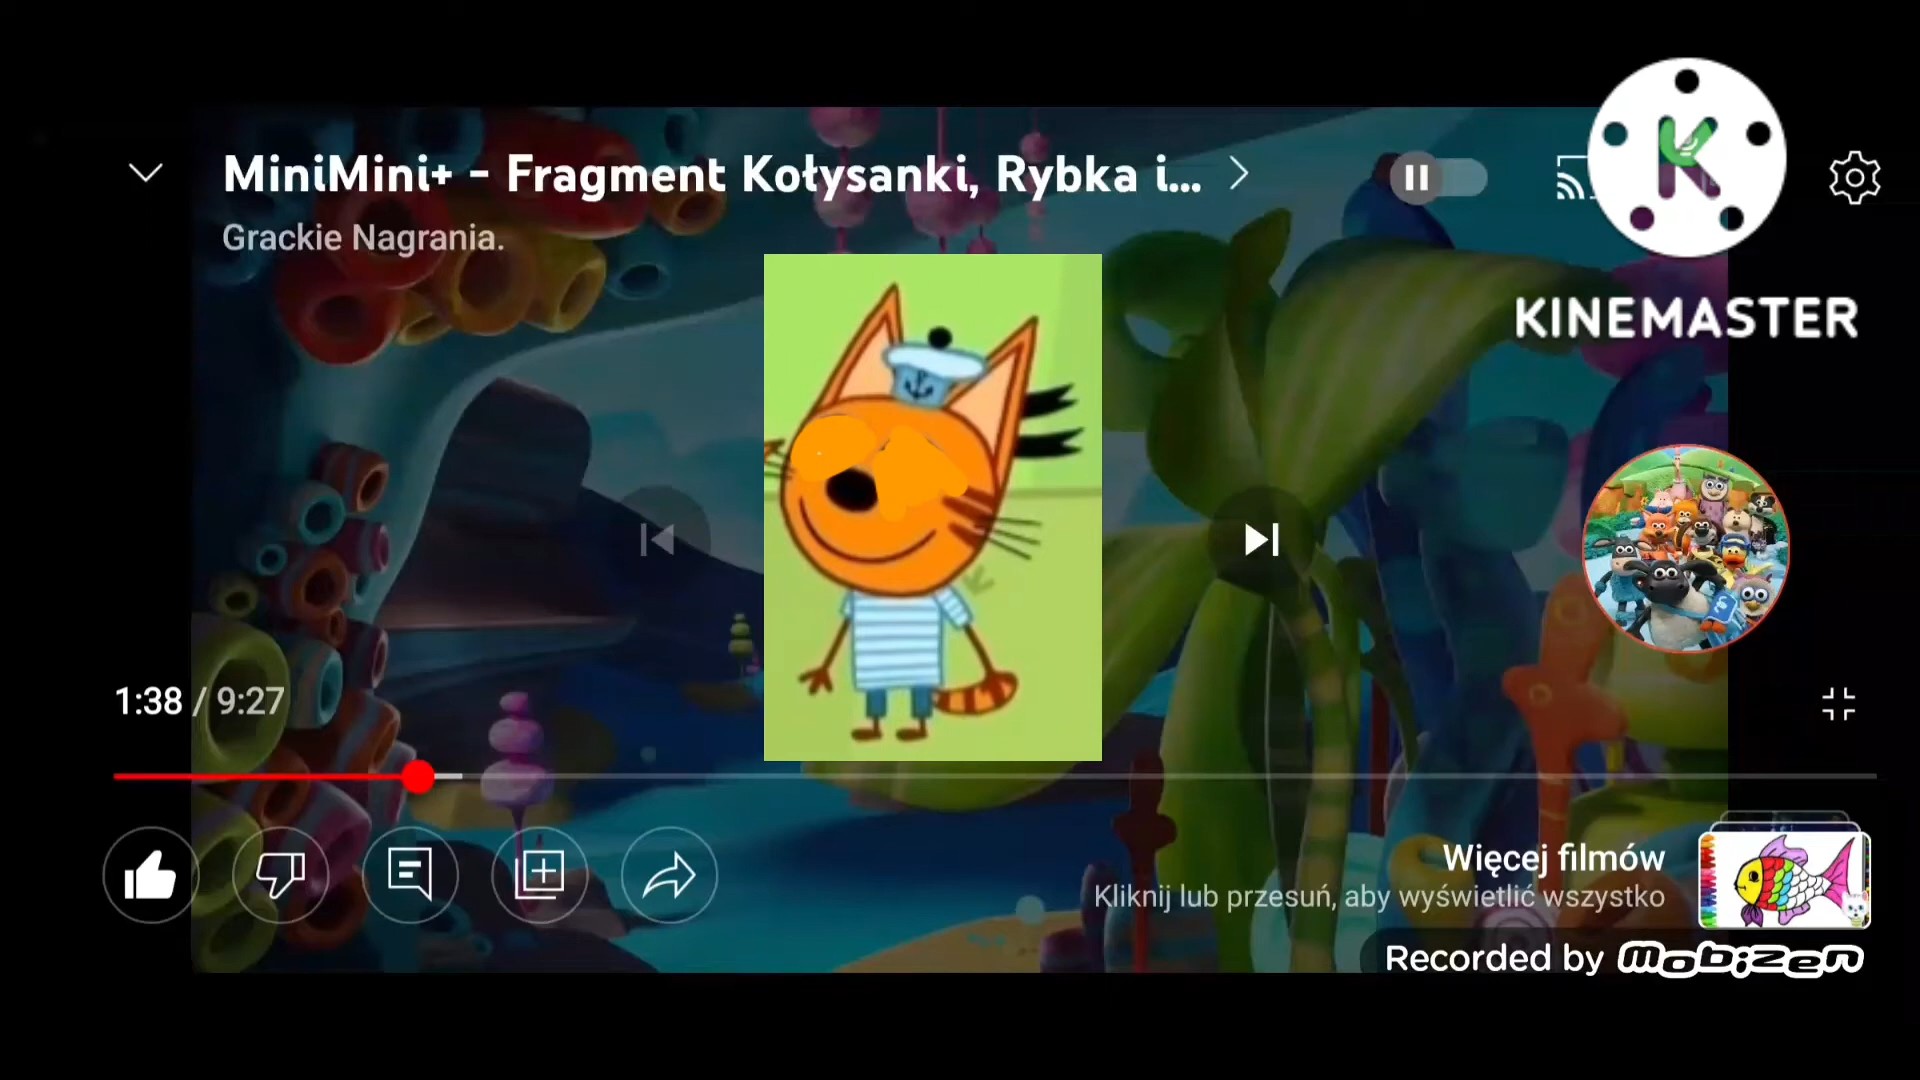 MiniMini+ - Fragment Kołysanki, Rybka i...
Grackie Nagrania.
KINEMASTER
1:38 / 9:27
Więcej filmów
Kliknij lub przesuń, aby wyświetlić wszystko
Recorded by mobizen